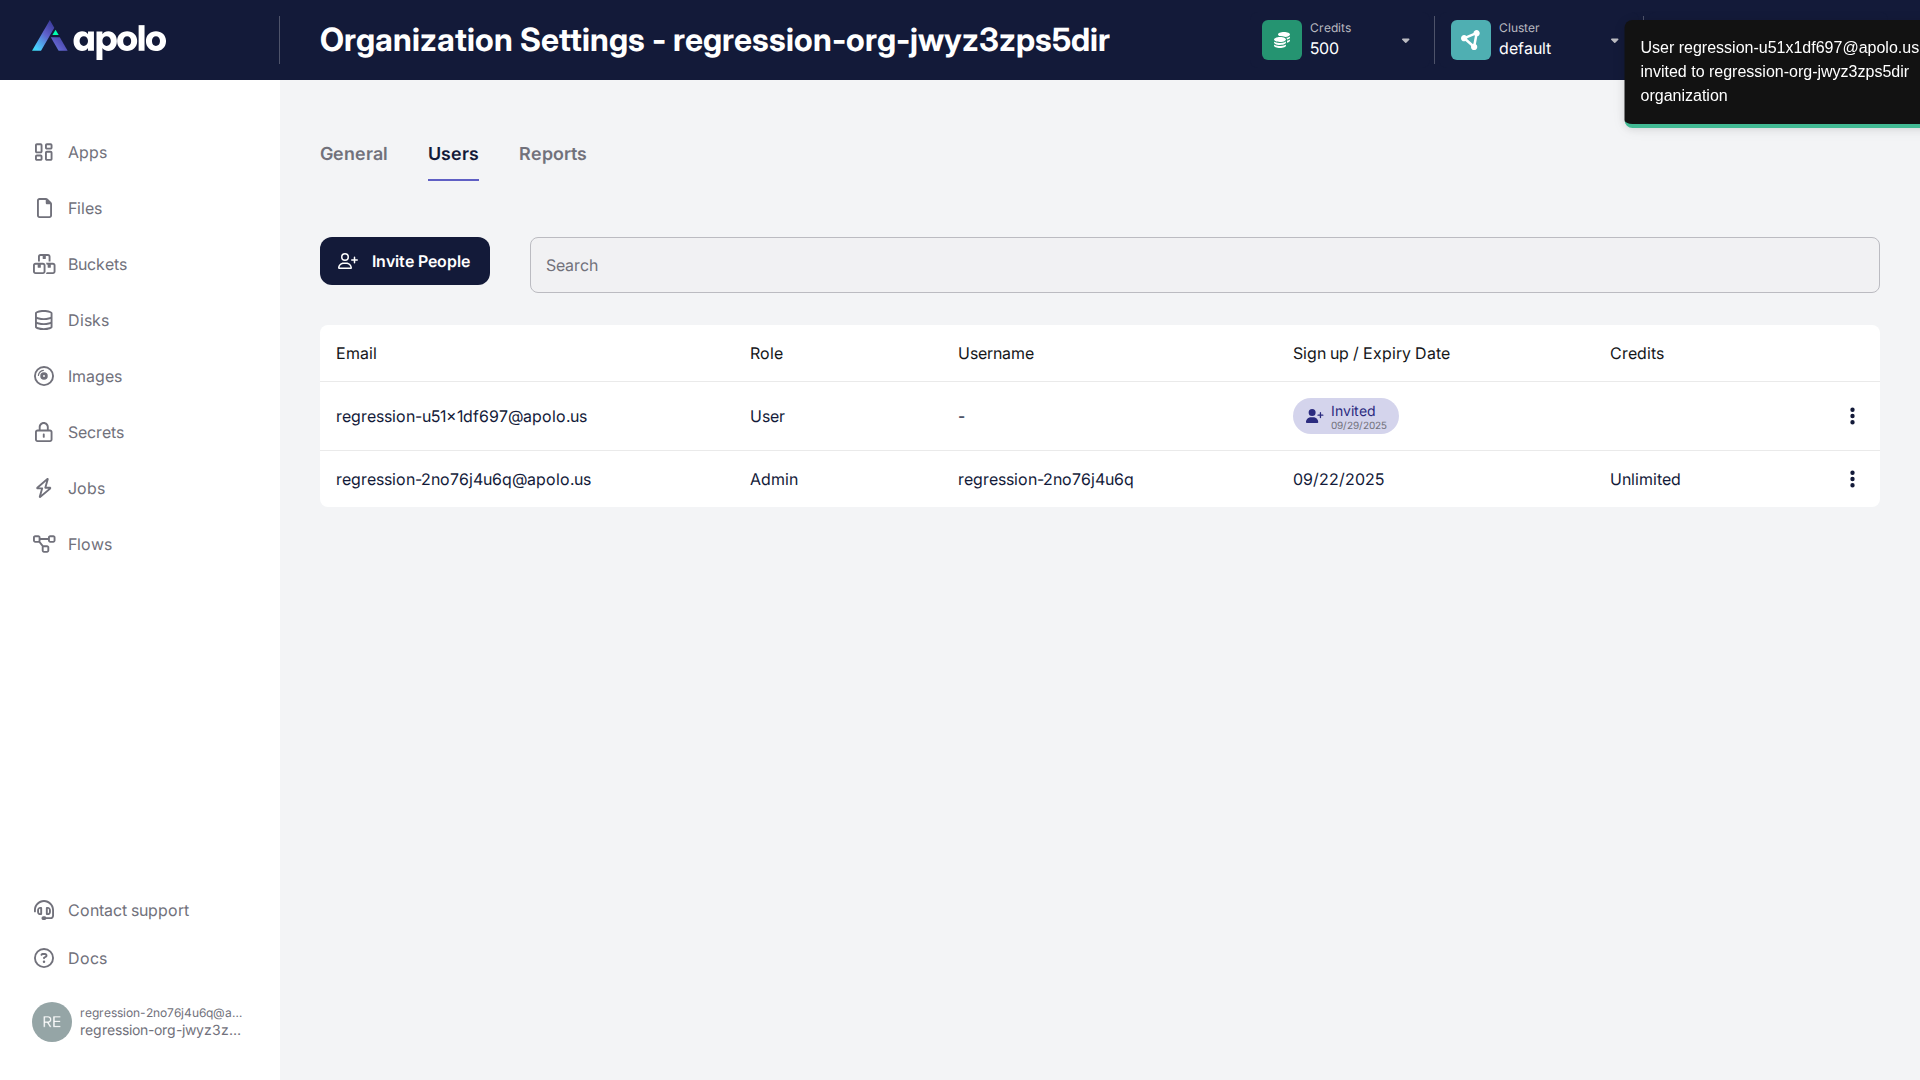 apolo
Organization Settings - regression-org-jwyz3zps5dir
Credits
500
Cluster
default
User regression-u51x1df697@apolo.us
invited to regression-org-jwyz3zps5dir
organization
Apps
Files
Buckets
Disks
Images
Secrets
Jobs
Flows
Contact support
Docs
RE
regression-2no76j4u6q@a...
regression-org-jwyz3z...
General
Users
Reports
Invite People
Search
Email Role Username Sign up / Expiry Date Credits
regression-u51x1df697@apolo.us User - Invited
09/29/2025
regression-2no76j4u6q@apolo.us Admin regression-2no76j4u6q 09/22/2025 Unlimited